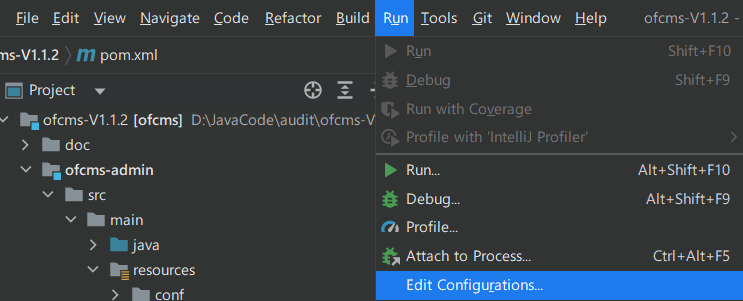 File Edit View Navigate Code Refactor Build Run Tools Git Window Help ofcms-V1.1.2 -
ms-V1.1.2 pom.xml
Project
ofcms-V1.1.2 [ofcms] D:\JavaCode\audit\ofcms-V
doc
ofcms-admin
src
main
java
resources
conf
Run Shift+F10
Debug Shift+F9
Run with Coverage
Profile with 'IntelliJ Profiler'
Run... Alt+Shift+F10
Debug... Alt+Shift+F9
Profile...
Attach to Process... Ctrl+Alt+F5
Edit Configurations...